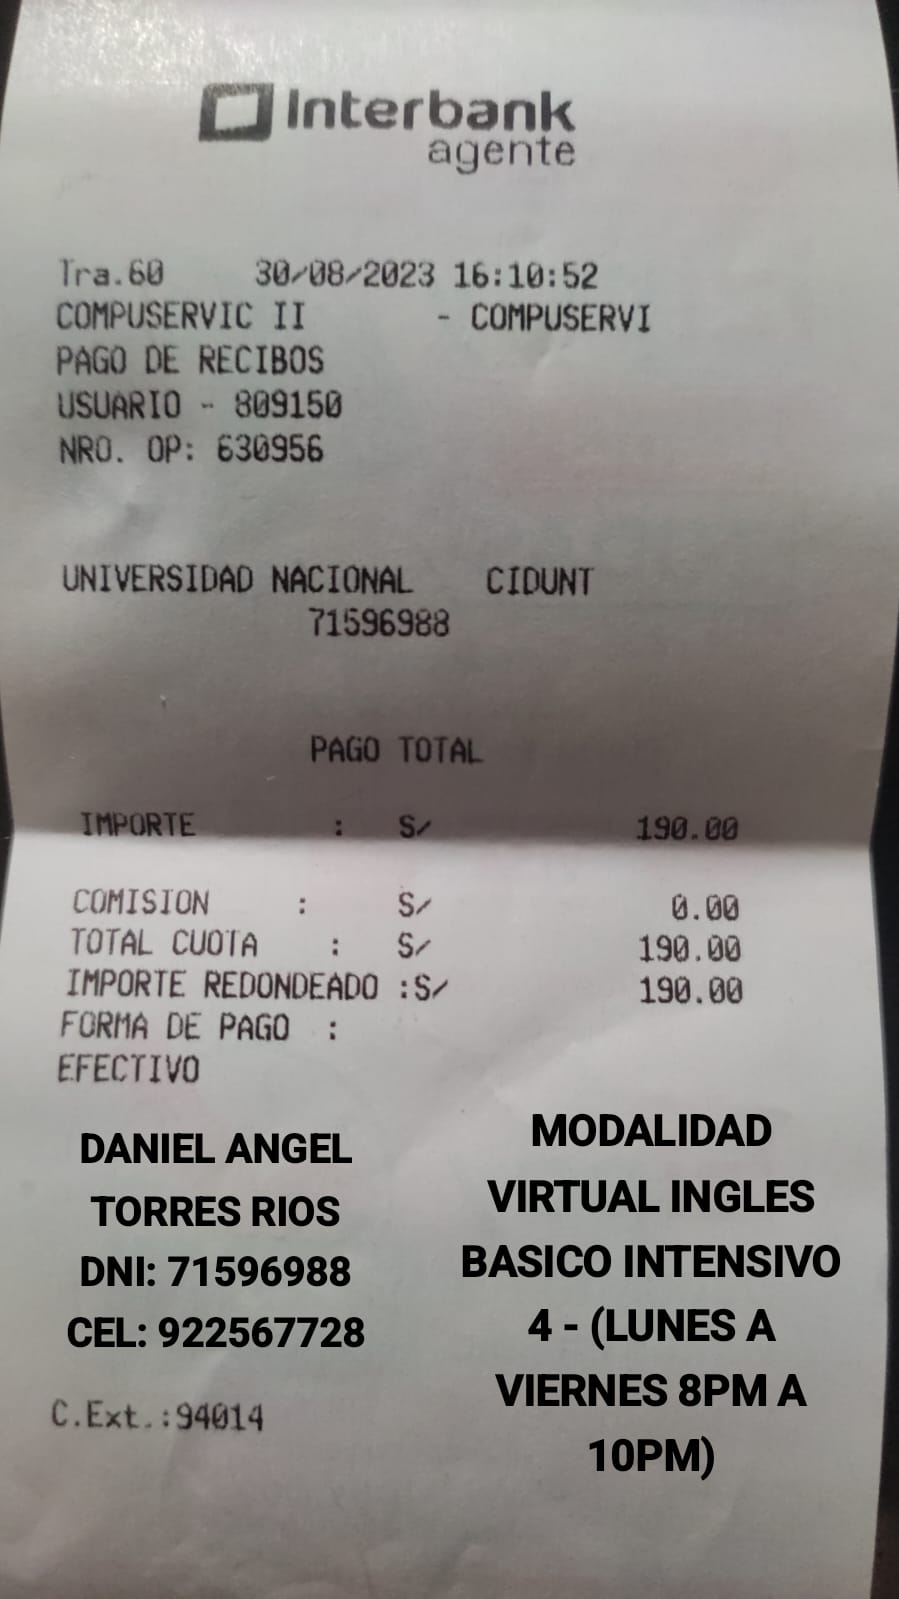 Interbank
agente
Tra.60 30/08/2023 16:10:52
COMPUSERVIC II - COMPUSERVI
PAGO DE RECIBOS
USUARIO - 809150
NRO. OP: 630956
UNIVERSIDAD NACIONAL CIDUNT
71596988
PAGO TOTAL
IMPORTE : S/ 190.00
COMISION : S/ 0.00
TOTAL CUOTA : S/ 190.00
IMPORTE REDONDEADO :S/ 190.00
FORMA DE PAGO :
EFECTIVO
DANIEL ANGEL
TORRES RIOS
DNI: 71596988
CEL: 922567728
MODALIDAD
VIRTUAL INGLES
BASICO INTENSIVO
4 - (LUNES A
VIERNES 8PM A
10PM)
C.Ext.:94014